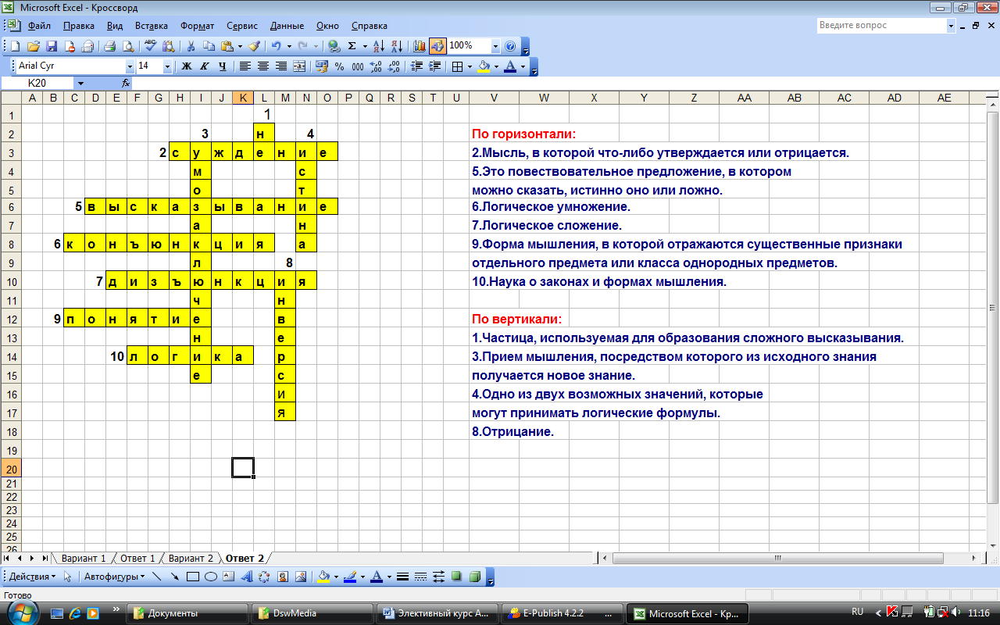 Microsoft Excel - Кроссворд
Файл Правка Вид Вставка Формат Сервис Данные Окно Справка Введите вопрос
100%
Arial Cyr 14 Ж К Ч % 000
K20 fx
A B C D E F G H I J K L M N O P Q R S T U V W X Y Z AA AB AC AD AE
1 1
2 3 н 4 По горизонтали:
3 2 с у ж д е н и е 2.Мысль, в которой что-либо утверждается или отрицается.
4 м с 5.Это повествовательное предложение, в котором
5 о т можно сказать, истинно оно или ложно.
6 5 в ы с к а з ы в а н и е 6.Логическое умножение.
7 а н 7.Логическое сложение.
8 6 к о н ъ ю н к ц и я а 9.Форма мышления, в которой отражаются существенные признаки
9 л 8 отдельного предмета или класса однородных предметов.
10 7 д и з ъ ю н к ц и я 10.Наука о законах и формах мышления.
11 ч н
12 9 п о н я т и е в По вертикали:
13 н е 1.Частица, используемая для образования сложного высказывания.
14 10 л о г и к а р 3.Прием мышления, посредством которого из исходного знания
15 е с получается новое знание.
16 и 4.Одно из двух возможных значений, которые
17 я могут принимать логические формулы.
18 8.Отрицание.
19
20
21
22
23
24
25
26
Вариант 1 Ответ 1 Вариант 2 Ответ 2
Действия Автофигуры
Готово
Документы DswMedia Элективный курс А... E-Publish 4.2.2 ... Microsoft Excel - Кр... RU 11:16